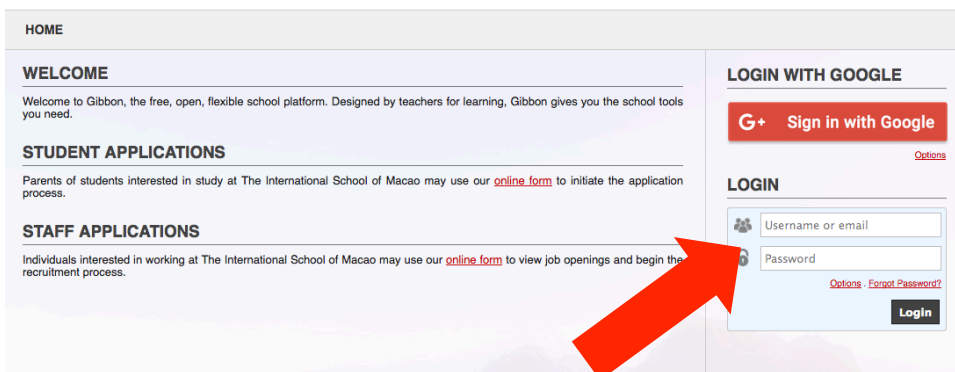 HOME
WELCOME
Welcome to Gibbon, the free, open, flexible school platform. Designed by teachers for learning, Gibbon gives you the school tools
you need.
STUDENT APPLICATIONS
Parents of students interested in study at The International School of Macao may use our online form to initiate the application
process.
STAFF APPLICATIONS
Individuals interested in working at The International School of Macao may use our online form to view job openings and begin the
recruitment process.
LOGIN WITH GOOGLE
G+ Sign in with Google
Options
LOGIN
Username or email
Password
Options . Forgot Password?
Login